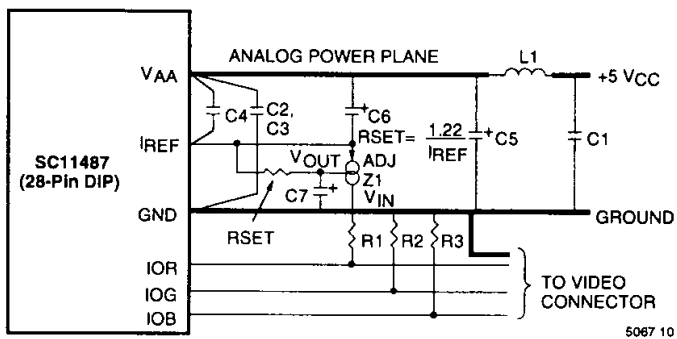 ANALOG POWER PLANE
L1
VAA
+5 VCC
C4
C2,
C3
+C6
RSET= 1.22 / IREF
+C5
C1
IREF
SC11487
(28-Pin DIP)
VOUT
ADJ
Z1
C7
+
VIN
GND
GROUND
RSET
R1
R2
R3
IOR
IOG
IOB
TO VIDEO
CONNECTOR
5067 10